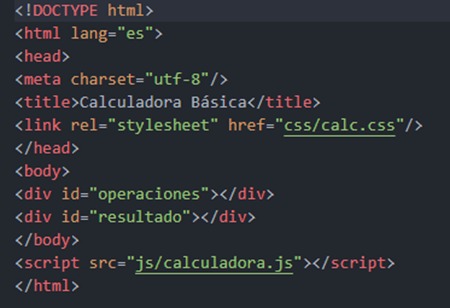 <!DOCTYPE html>
<html lang="es">
<head>
<meta charset="utf-8"/>
<title>Calculadora Básica</title>
<link rel="stylesheet" href="css/calc.css"/>
</head>
<body>
<div id="operaciones"></div>
<div id="resultado"></div>
</body>
<script src="js/calculadora.js"></script>
</html>